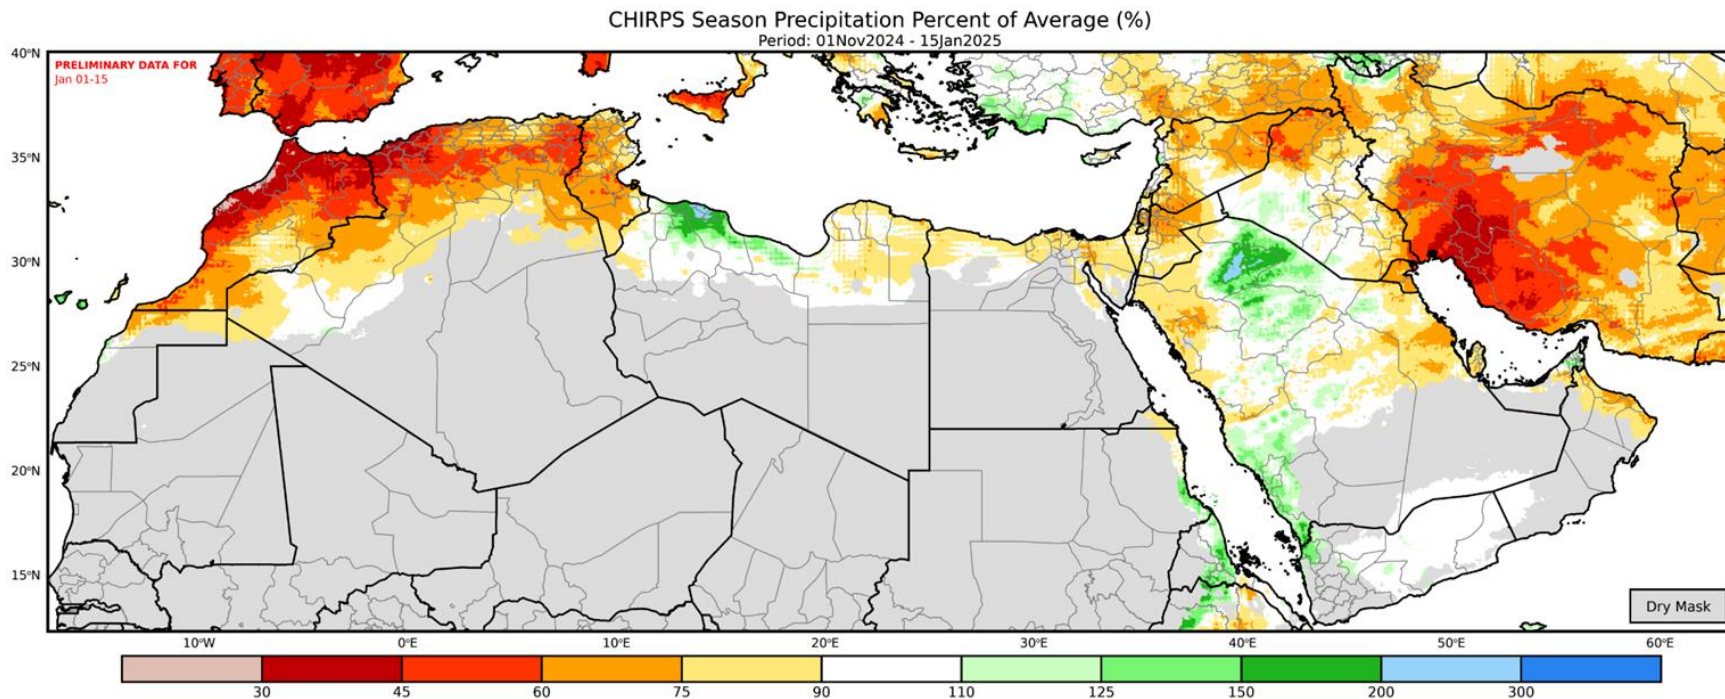 CHIRPS Season Precipitation Percent of Average (%)
Period: 01Nov2024 - 15Jan2025
PRELIMINARY DATA FOR
Jan 01-15
40°N
35°N
30°N
25°N
20°N
15°N
Dry Mask
10°W 0°E 10°E 20°E 30°E 40°E 50°E 60°E
30 45 60 75 90 110 125 150 200 300